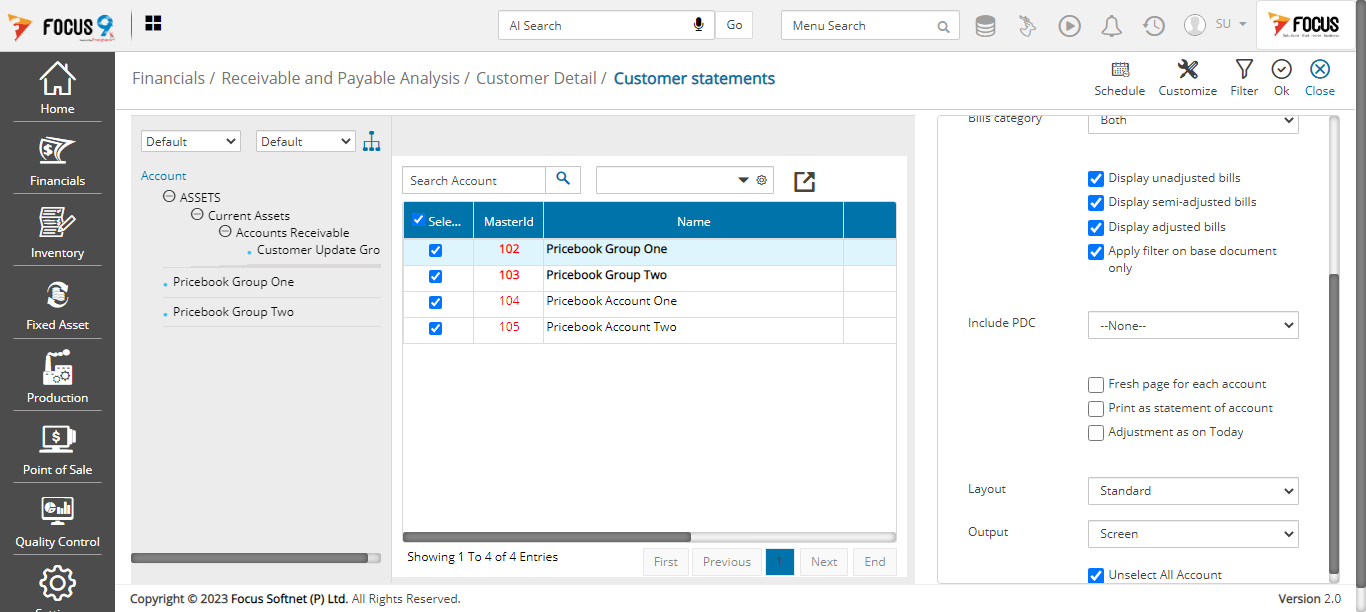 FOCUS 9
AI Search
Go
Menu Search
SU
FOCUS
Home
Financials
Inventory
Fixed Asset
Production
Point of Sale
Quality Control
Financials / Receivable and Payable Analysis / Customer Detail / Customer statements
Schedule
Customize
Filter
Ok
Close
Default
Default
Account
ASSETS
Current Assets
Accounts Receivable
Customer Update Gro
Pricebook Group One
Pricebook Group Two
Search Account
Sele... MasterId Name
102 Pricebook Group One
103 Pricebook Group Two
104 Pricebook Account One
105 Pricebook Account Two
Showing 1 To 4 of 4 Entries
First Previous 1 Next End
Bills category Both
Display unadjusted bills
Display semi-adjusted bills
Display adjusted bills
Apply filter on base document
only
Include PDC --None--
Fresh page for each account
Print as statement of account
Adjustment as on Today
Layout Standard
Output Screen
Unselect All Account
Copyright © 2023 Focus Softnet (P) Ltd. All Rights Reserved.
Version 2.0